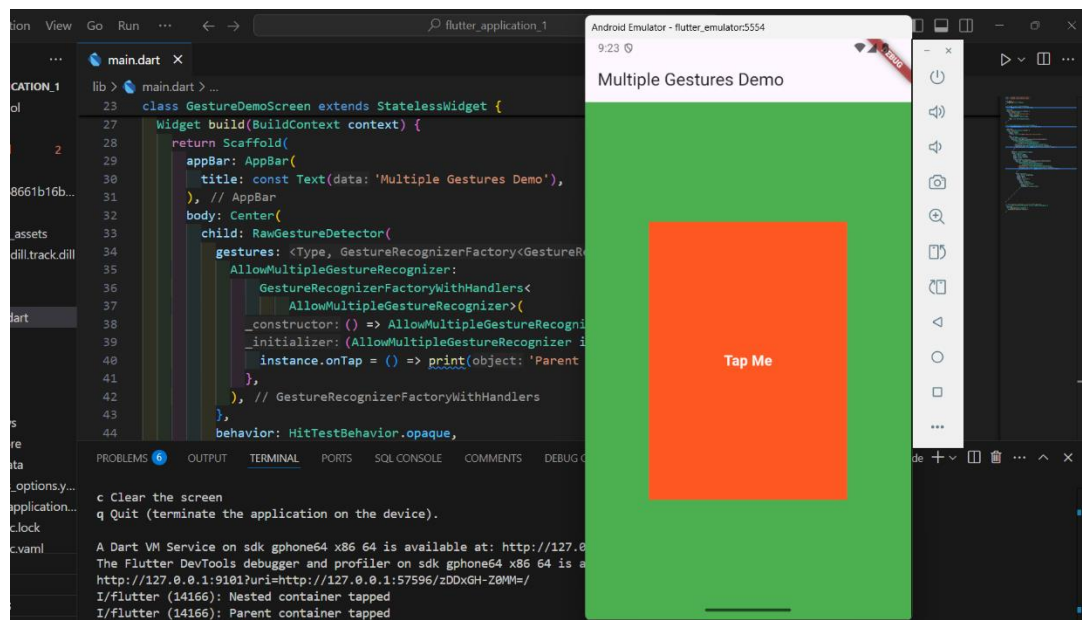 tion View Go Run ··· ← → flutter_application_1
Android Emulator - flutter_emulator:5554
9:23
Multiple Gestures Demo
Tap Me
main.dart
CATION_1
lib > main.dart > ...
ol
2
8661b16b...
_assets
dill.track.dill
dart
s
re
ata
s_options.y...
application...
c.lock
c.yaml
s
23 class GestureDemoScreen extends StatelessWidget {
27 Widget build(BuildContext context) {
28 return Scaffold(
29 appBar: AppBar(
30 title: const Text(data: 'Multiple Gestures Demo'),
31 ), // AppBar
32 body: Center(
33 child: RawGestureDetector(
34 gestures: <Type, GestureRecognizerFactory<GestureRe
35 AllowMultipleGestureRecognizer:
36 GestureRecognizerFactoryWithHandlers<
37 AllowMultipleGestureRecognizer>(
38 _constructor: () => AllowMultipleGestureRecogni
39 _initializer: (AllowMultipleGestureRecognizer i
40 instance.onTap = () => print(object: 'Parent
41 },
42 ), // GestureRecognizerFactoryWithHandlers
43 },
44 behavior: HitTestBehavior.opaque,
PROBLEMS 6 OUTPUT TERMINAL PORTS SQL CONSOLE COMMENTS DEBUG C
de
c Clear the screen
q Quit (terminate the application on the device).
A Dart VM Service on sdk gphone64 x86 64 is available at: http://127.0
The Flutter DevTools debugger and profiler on sdk gphone64 x86 64 is a
http://127.0.0.1:9101?uri=http://127.0.0.1:57596/zDDxGH-Z0MM=/
I/flutter (14166): Nested container tapped
I/flutter (14166): Parent container tapped